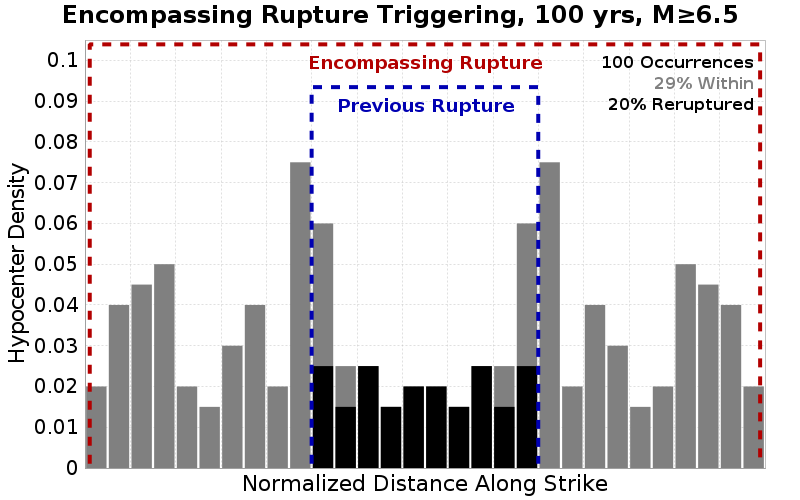 Encompassing Rupture Triggering, 100 yrs, M≥6.5
Encompassing Rupture
100 Occurrences
29% Within
20% Reruptured
Previous Rupture
Hypocenter Density
0.1
0.09
0.08
0.07
0.06
0.05
0.04
0.03
0.02
0.01
0
Normalized Distance Along Strike